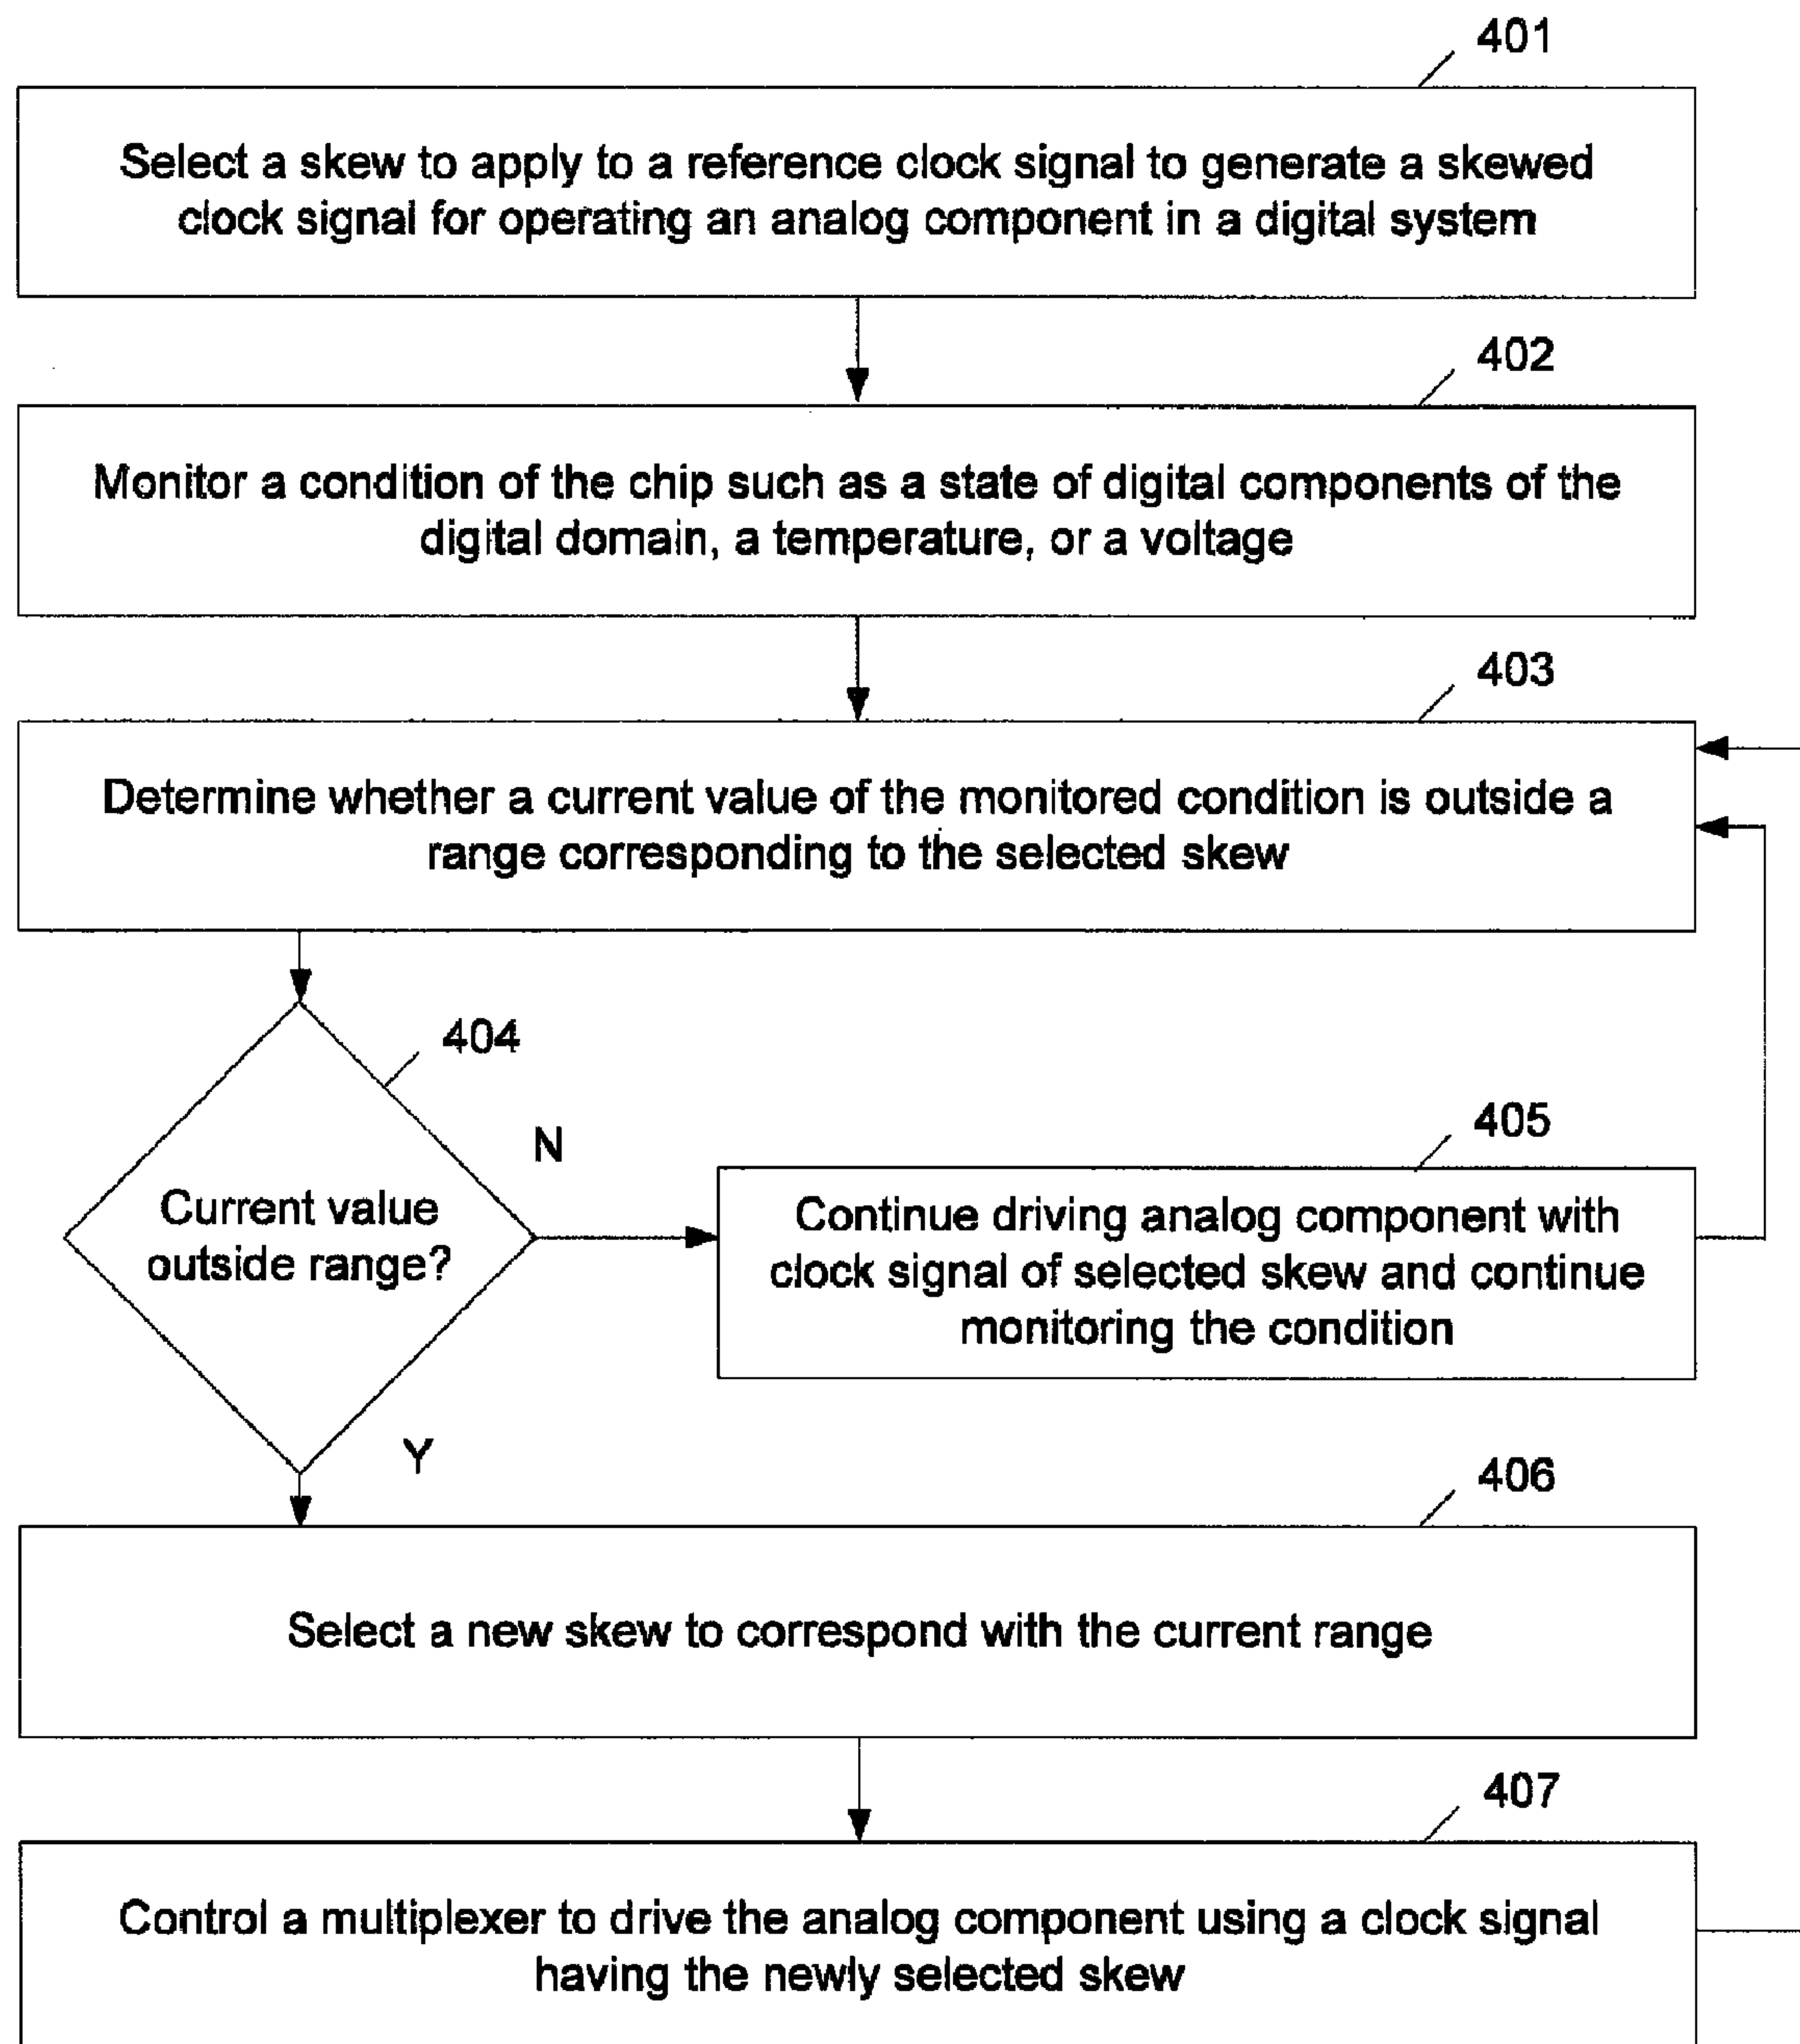 401
Select a skew to apply to a reference clock signal to generate a skewed
clock signal for operating an analog component in a digital system
402
Monitor a condition of the chip such as a state of digital components of the
digital domain, a temperature, or a voltage
403
Determine whether a current value of the monitored condition is outside a
range corresponding to the selected skew
404
N
Current value
outside range?
405
Continue driving analog component with
clock signal of selected skew and continue
monitoring the condition
Y
406
Select a new skew to correspond with the current range
407
Control a multiplexer to drive the analog component using a clock signal
having the newly selected skew